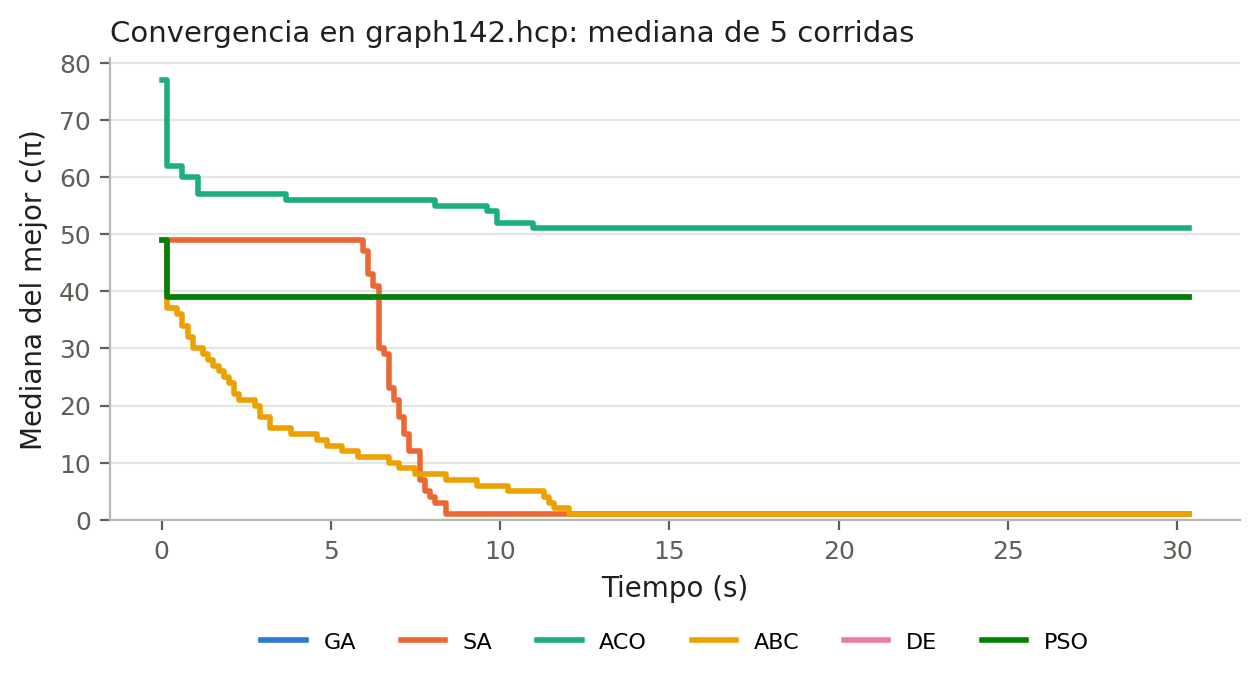 Convergencia en graph142.hcp: mediana de 5 corridas
Mediana del mejor c(π)
80
70
60
50
40
30
20
10
0
0 5 10 15 20 25 30
Tiempo (s)
GA SA ACO ABC DE PSO